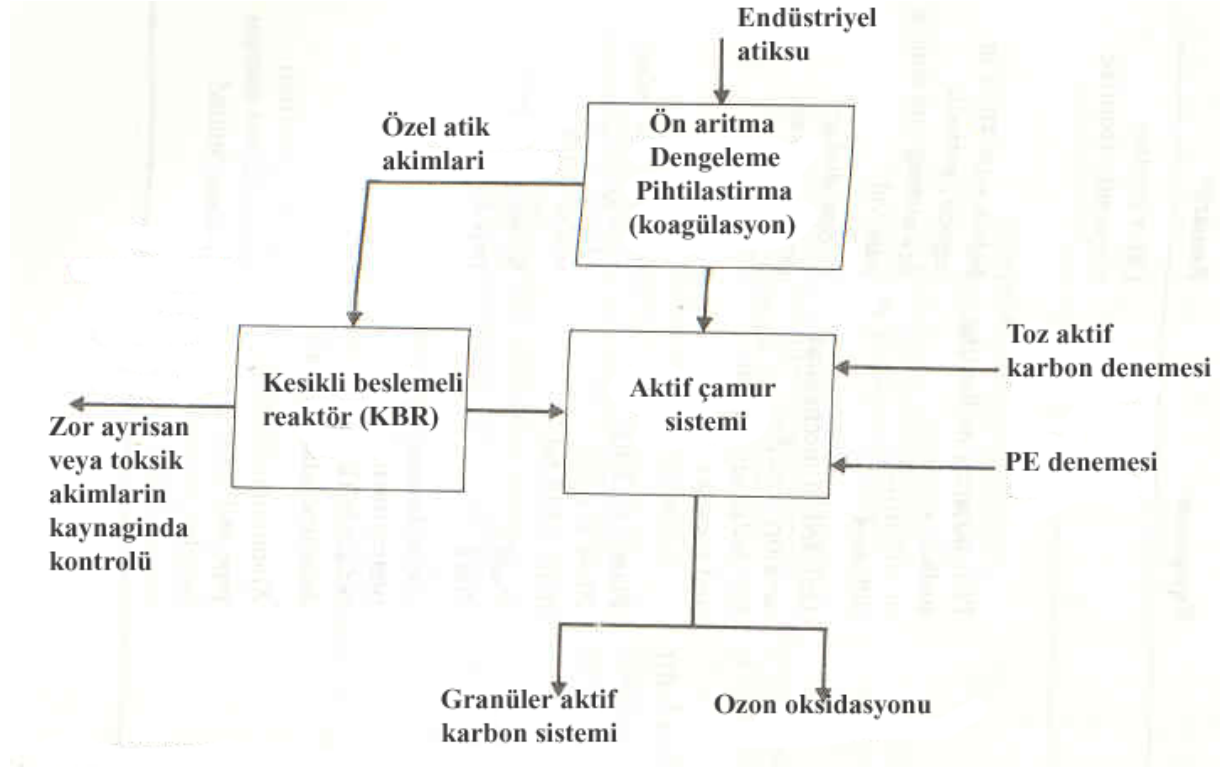 Endüstriyel
atiksu
Özel atik
akimlari
Ön aritma
Dengeleme
Pihtilastirma
(koagülasyon)
Kesikli beslemeli
reaktör (KBR)
Aktif çamur
sistemi
Toz aktif
karbon denemesi
PE denemesi
Zor ayrisan
veya toksik
akimlarin
kaynaginda
kontrolü
Granüler aktif
karbon sistemi
Ozon oksidasyonu